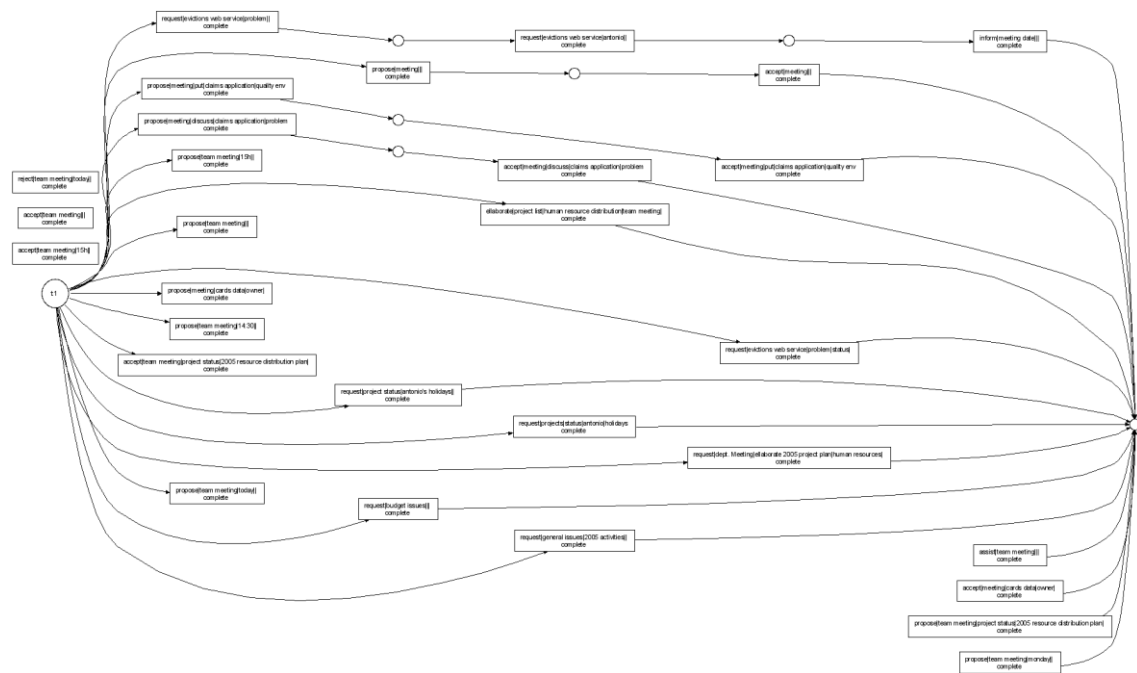 request|evictions web service|problem||
complete
request|evictions web service|antonio||
complete
inform|meeting date|||
complete
propose|meeting|||
complete
accept|meeting|||
complete
propose|meeting|put|claims application|quality env
complete
propose|meeting|discuss|claims application|problem
complete
propose|team meeting|15h||
complete
accept|meeting|discuss|claims application|problem
complete
accept|meeting|put|claims application|quality env
complete
reject|team meeting|today||
complete
accept|team meeting|||
complete
elaborate|project list|human resource distribution|team meeting|
complete
propose|team meeting|||
complete
accept|team meeting|15h||
complete
t1
propose|meeting|cards data|owner|
complete
propose|team meeting|14:30||
complete
request|evictions web service|problem|status|
complete
accept|team meeting|project status|2005 resource distribution plan|
complete
request|project status|antonio's holidays||
complete
request|projects|status|antonio|holidays
complete
request|dept. Meeting|ellaborate 2005 project plan|human resources|
complete
propose|team meeting|today||
complete
request|budget issues|||
complete
request|general issues|2005 activities||
complete
assist|team meeting|||
complete
accept|meeting|cards data|owner|
complete
propose|team meeting|project status|2005 resource distribution plan|
complete
propose|team meeting|monday||
complete